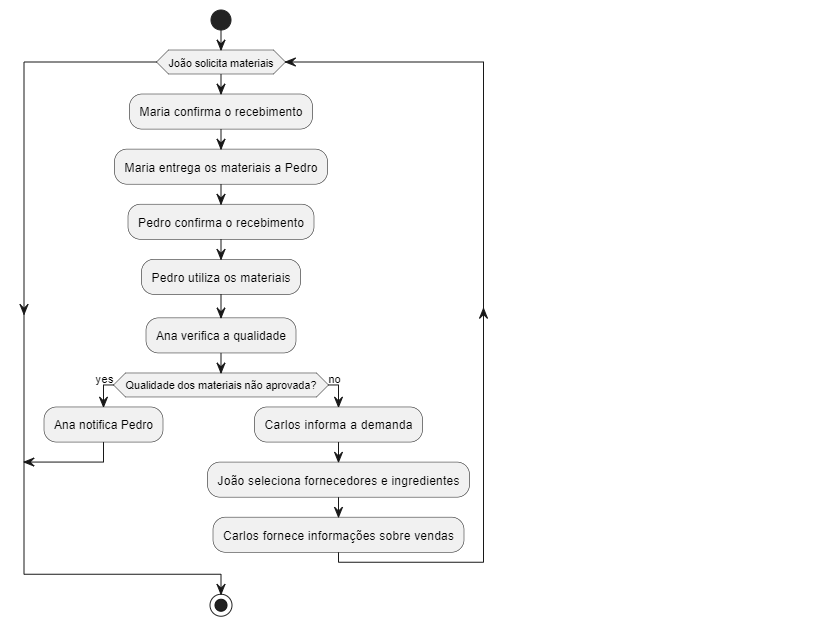 João solicita materiais
Maria confirma o recebimento
Maria entrega os materiais a Pedro
Pedro confirma o recebimento
Pedro utiliza os materiais
Ana verifica a qualidade
yes
Qualidade dos materiais não aprovada?
no
Ana notifica Pedro
Carlos informa a demanda
João seleciona fornecedores e ingredientes
Carlos fornece informações sobre vendas